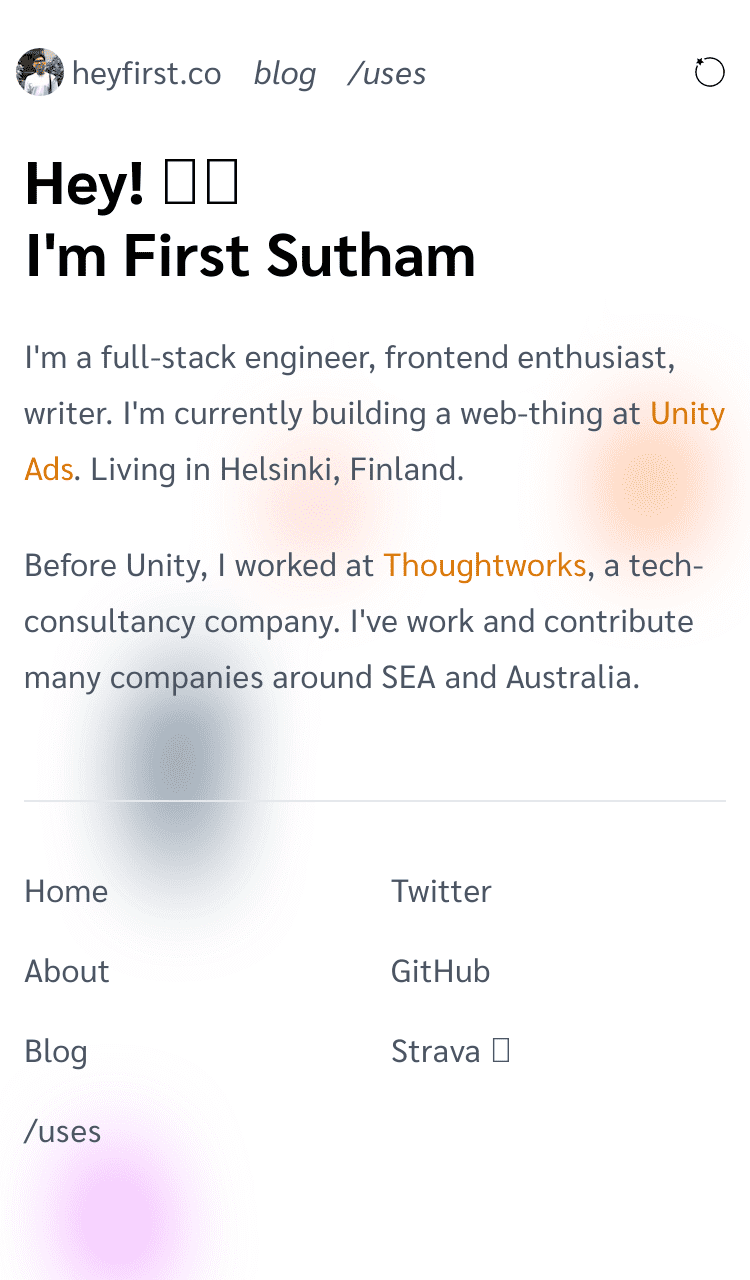 heyfirst.co blog /uses
Hey!
I'm First Sutham
I'm a full-stack engineer, frontend enthusiast,
writer. I'm currently building a web-thing at Unity
Ads. Living in Helsinki, Finland.
Before Unity, I worked at Thoughtworks, a tech-
consultancy company. I've work and contribute
many companies around SEA and Australia.
Home
About
Blog
/uses
Twitter
GitHub
Strava